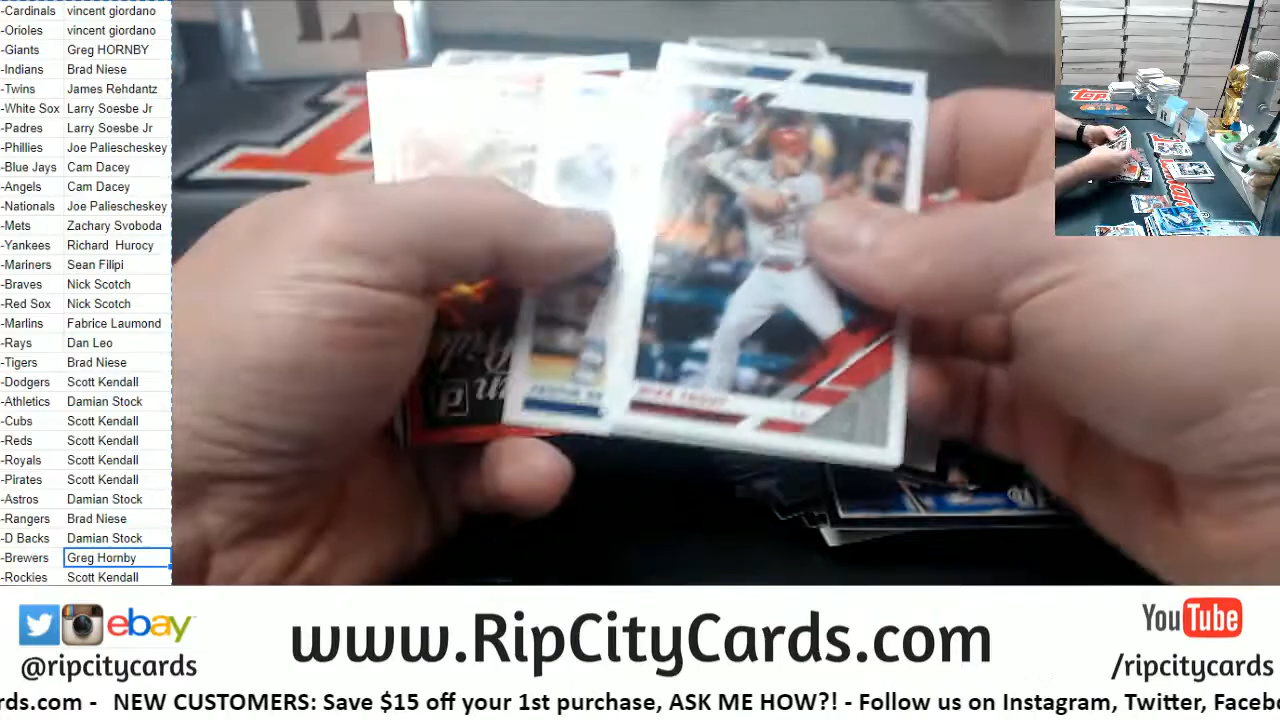 -Cardinals vincent giordano
-Orioles vincent giordano
-Giants Greg HORNBY
-Indians Brad Niese
-Twins James Rehdantz
-White Sox Larry Soesbe Jr
-Padres Larry Soesbe Jr
-Phillies Joe Paliescheskey
-Blue Jays Cam Dacey
-Angels Cam Dacey
-Nationals Joe Paliescheskey
-Mets Zachary Svoboda
-Yankees Richard Hurocy
-Mariners Sean Filipi
-Braves Nick Scotch
-Red Sox Nick Scotch
-Marlins Fabrice Laumond
-Rays Dan Leo
-Tigers Brad Niese
-Dodgers Scott Kendall
-Athletics Damian Stock
-Cubs Scott Kendall
-Reds Scott Kendall
-Royals Scott Kendall
-Pirates Scott Kendall
-Astros Damian Stock
-Rangers Brad Niese
-D Backs Damian Stock
-Brewers Greg Hornby
-Rockies Scott Kendall
MIKE TROUT
ebay
@ripcitycards
www.RipCityCards.com
YouTube
/ripcitycards
rds.com - NEW CUSTOMERS: Save $15 off your 1st purchase, ASK ME HOW?! - Follow us on Instagram, Twitter, Facebo